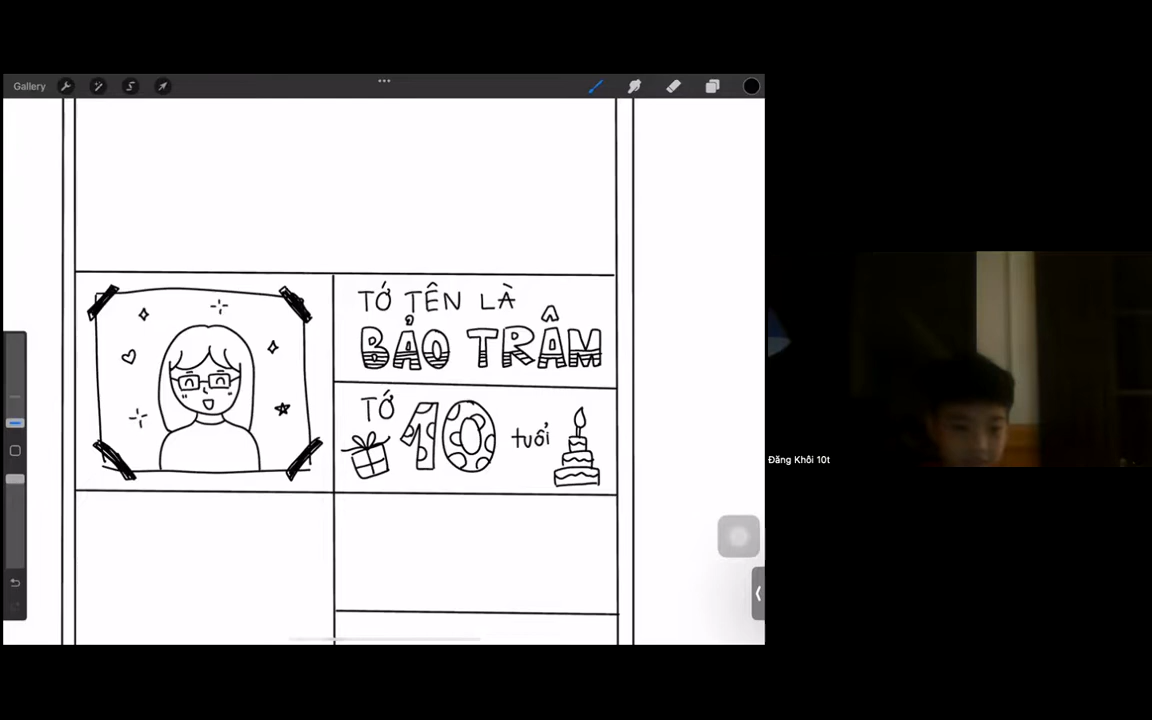 Gallery
TỚ TÊN LÀ
BẢO TRÂM
TỚ
10 tuổi
Đăng Khôi 10t